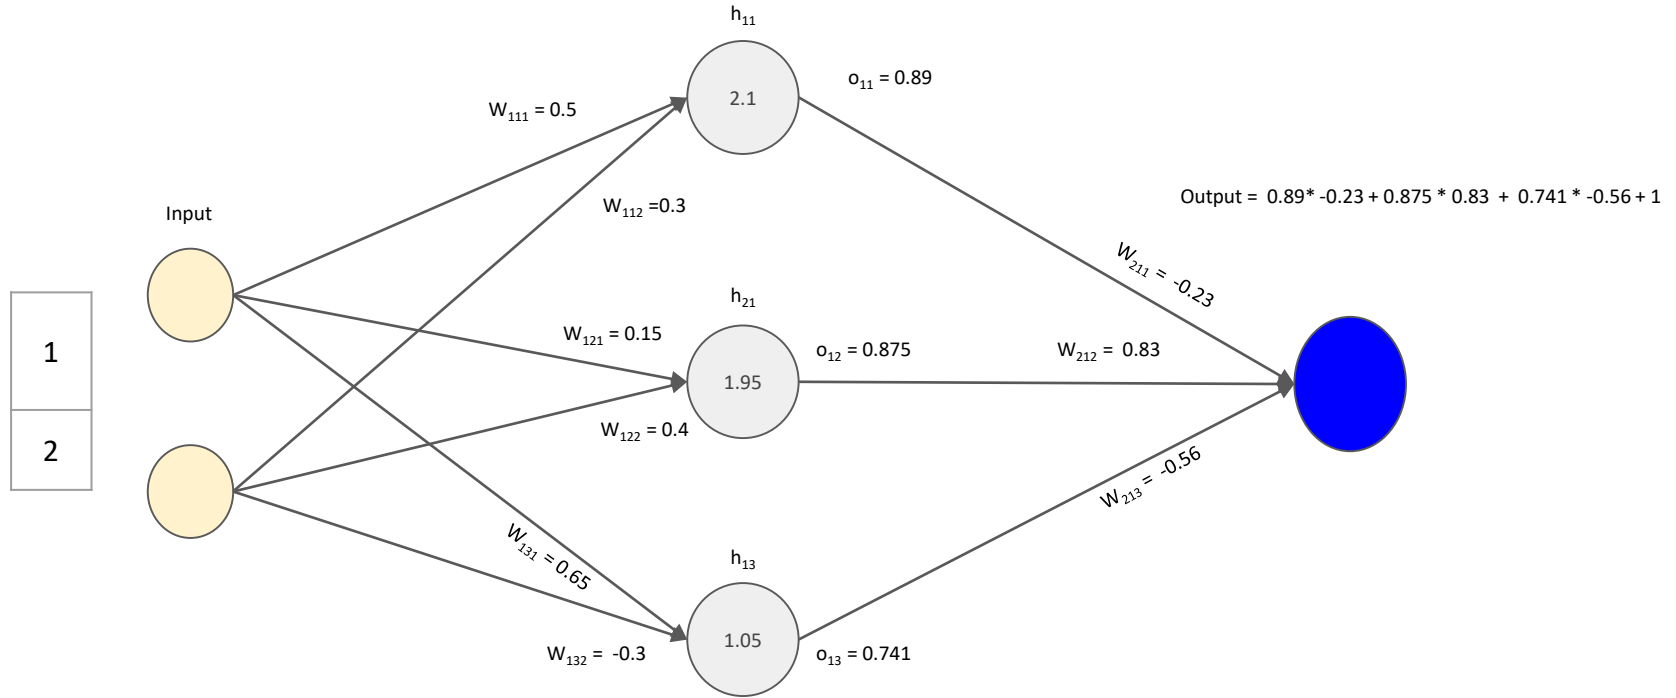 h₁₁
2.1
o₁₁ = 0.89
W₁₁₁ = 0.5
W₁₁₂ =0.3
Output = 0.89* -0.23 + 0.875 * 0.83 + 0.741 * -0.56 + 1
Input
W₂₁₁ = -0.23
h₂₁
1
W₁₂₁ = 0.15
o₁₂ = 0.875
W₂₁₂ = 0.83
1.95
2
W₁₂₂ = 0.4
W₂₁₃ = -0.56
W₁₃₁ = 0.65
h₁₃
1.05
W₁₃₂ = -0.3
o₁₃ = 0.741